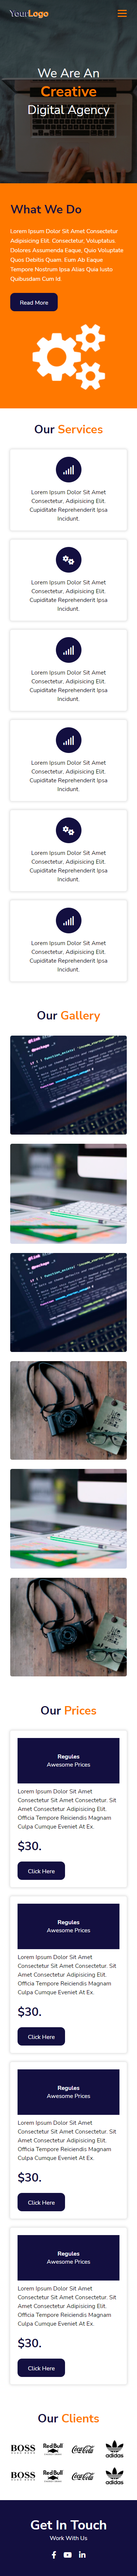 YourLogo
We Are An
Creative
Digital Agency
What We Do
Lorem Ipsum Dolor Sit Amet Consectetur
Adipisicing Elit. Consectetur, Voluptatus.
Dolores Assumenda Eaque, Quis Voluptate
Quos Debitis Quam. Eum Ab Eaque
Tempore Nostrum Ipsa Alias Quia Iusto
Quibusdam Cum Id.
Read More
Our Services
Lorem Ipsum Dolor Sit Amet
Consectetur, Adipisicing Elit.
Cupiditate Reprehenderit Ipsa
Incidunt.
Lorem Ipsum Dolor Sit Amet
Consectetur, Adipisicing Elit.
Cupiditate Reprehenderit Ipsa
Incidunt.
Lorem Ipsum Dolor Sit Amet
Consectetur, Adipisicing Elit.
Cupiditate Reprehenderit Ipsa
Incidunt.
Lorem Ipsum Dolor Sit Amet
Consectetur, Adipisicing Elit.
Cupiditate Reprehenderit Ipsa
Incidunt.
Lorem Ipsum Dolor Sit Amet
Consectetur, Adipisicing Elit.
Cupiditate Reprehenderit Ipsa
Incidunt.
Lorem Ipsum Dolor Sit Amet
Consectetur, Adipisicing Elit.
Cupiditate Reprehenderit Ipsa
Incidunt.
Our Gallery
Our Prices
Regules
Awesome Prices
Lorem Ipsum Dolor Sit Amet
Consectetur Sit Amet Consectetur. Sit
Amet Consectetur Adipisicing Elit.
Officia Tempore Reiciendis Magnam
Culpa Cumque Eveniet At Ex.
$30.
Click Here
Regules
Awesome Prices
Lorem Ipsum Dolor Sit Amet
Consectetur Sit Amet Consectetur. Sit
Amet Consectetur Adipisicing Elit.
Officia Tempore Reiciendis Magnam
Culpa Cumque Eveniet At Ex.
$30.
Click Here
Regules
Awesome Prices
Lorem Ipsum Dolor Sit Amet
Consectetur Sit Amet Consectetur. Sit
Amet Consectetur Adipisicing Elit.
Officia Tempore Reiciendis Magnam
Culpa Cumque Eveniet At Ex.
$30.
Click Here
Regules
Awesome Prices
Lorem Ipsum Dolor Sit Amet
Consectetur Sit Amet Consectetur. Sit
Amet Consectetur Adipisicing Elit.
Officia Tempore Reiciendis Magnam
Culpa Cumque Eveniet At Ex.
$30.
Click Here
Our Clients
BOSS Red Bull Coca-Cola adidas
BOSS Red Bull Coca-Cola adidas
Get In Touch
Work With Us